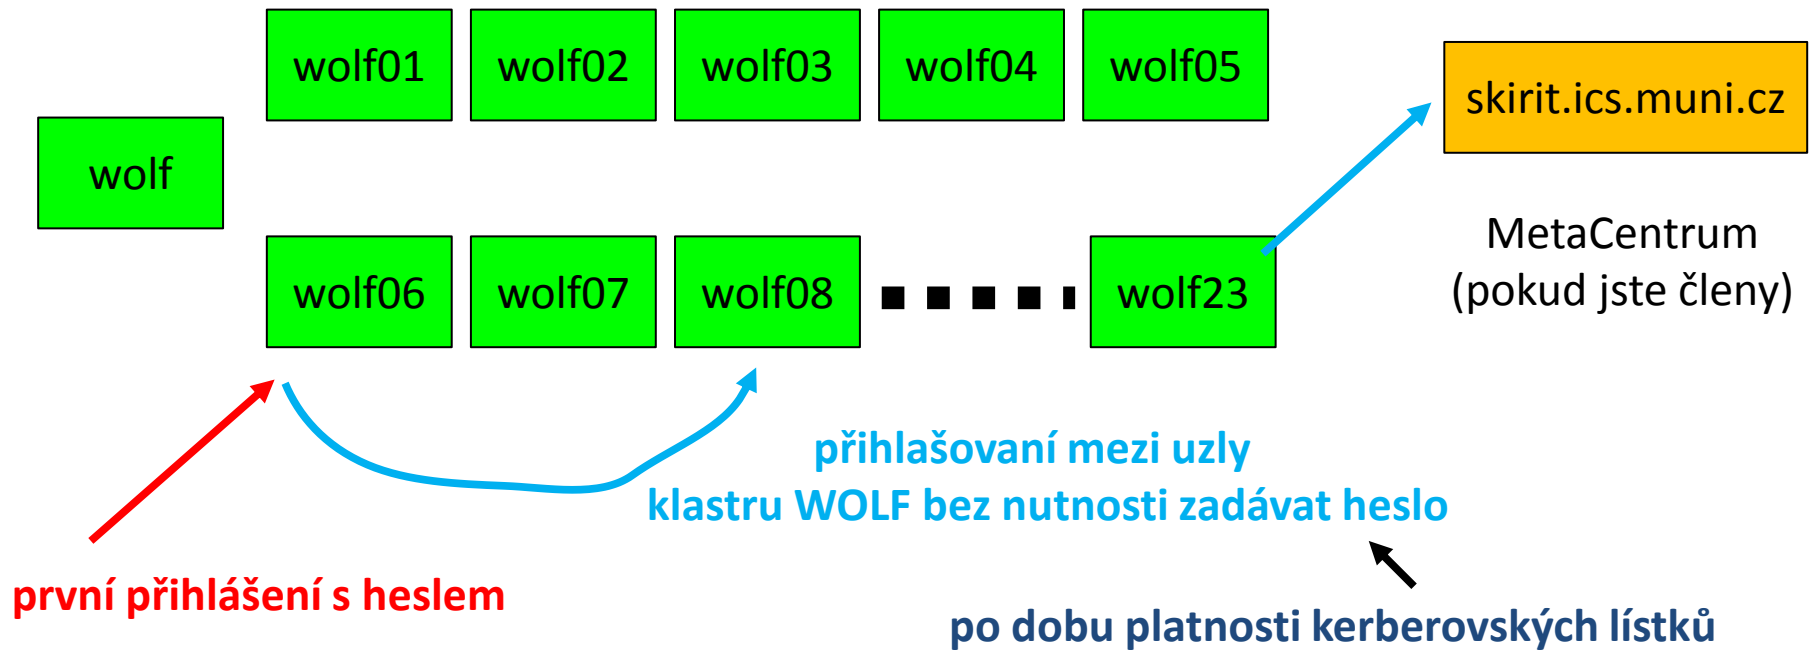 wolf01
wolf02
wolf03
wolf04
wolf05
skirit.ics.muni.cz
wolf
MetaCentrum
(pokud jste členy)
wolf06
wolf07
wolf08
wolf23
přihlašovaní mezi uzly
klastru WOLF bez nutnosti zadávat heslo
první přihlášení s heslem
po dobu platnosti kerberovských lístků